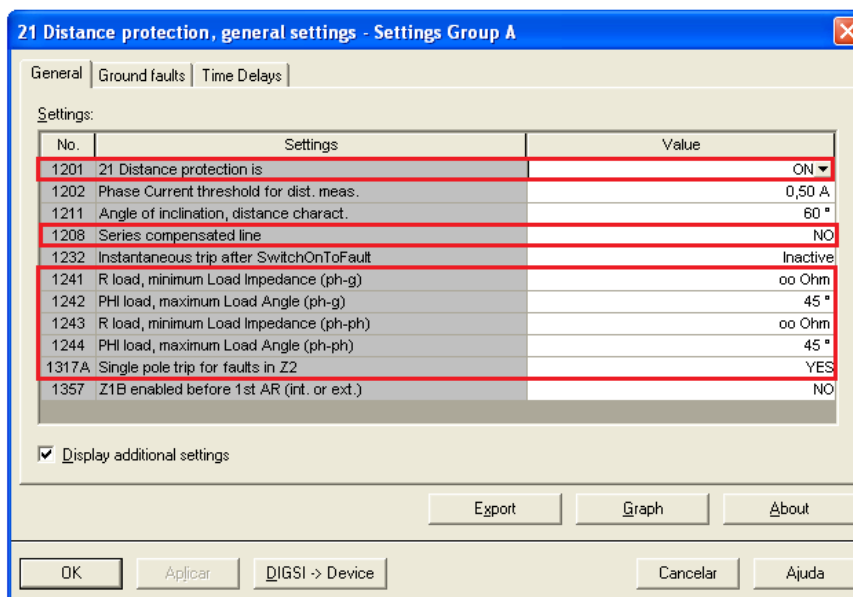 21 Distance protection, general settings - Settings Group A
General Ground faults Time Delays
Settings:
No. Settings Value
1201 21 Distance protection is ON
1202 Phase Current threshold for dist. meas. 0,50 A
1211 Angle of inclination, distance charact. 60 °
1208 Series compensated line NO
1232 Instantaneous trip after SwitchOnToFault Inactive
1241 R load, minimum Load Impedance (ph-g) oo Ohm
1242 PHI load, maximum Load Angle (ph-g) 45 °
1243 R load, minimum Load Impedance (ph-ph) oo Ohm
1244 PHI load, maximum Load Angle (ph-ph) 45 °
1317A Single pole trip for faults in Z2 YES
1357 Z1B enabled before 1st AR (int. or ext.) NO
Display additional settings
Export Graph About
OK Aplicar DIGSI -> Device Cancelar Ajuda